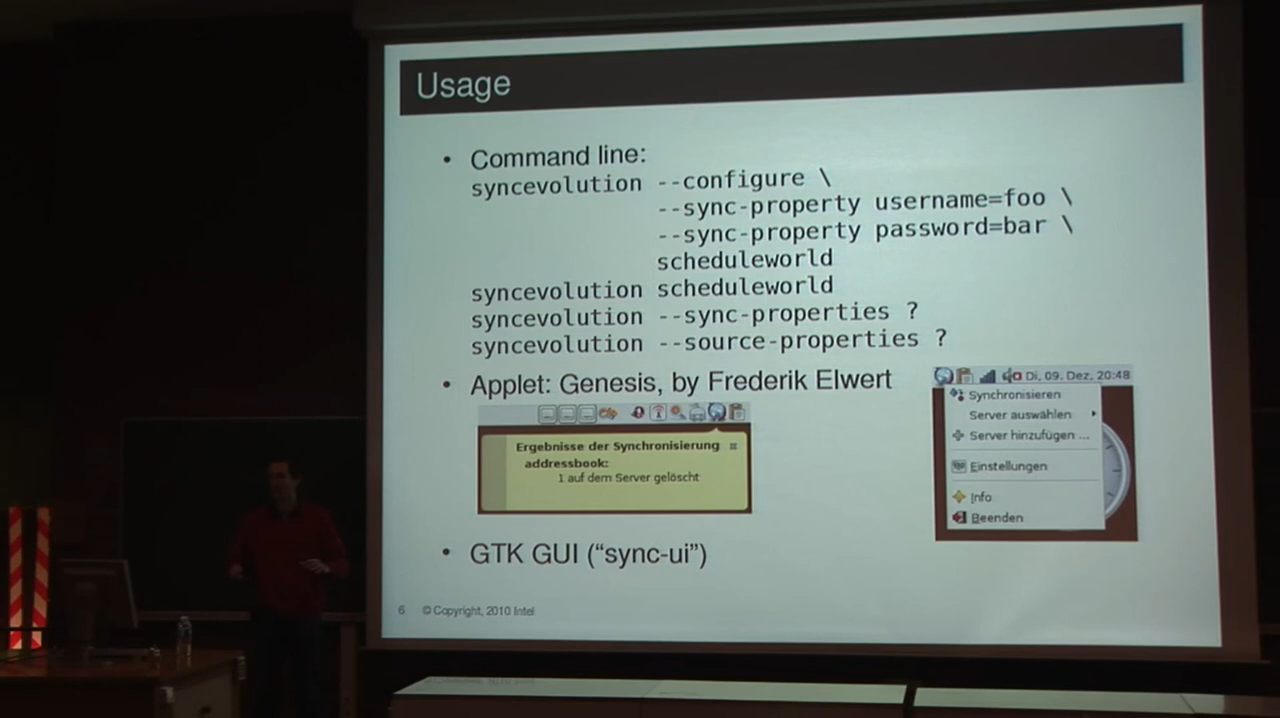 Usage
• Command line:
syncevolution --configure \
--sync-property username=foo \
--sync-property password=bar \
scheduleworld
syncevolution scheduleworld
syncevolution --sync-properties ?
syncevolution --source-properties ?
• Applet: Genesis, by Frederik Elwert
Ergebnisse der Synchronisierung
addressbook:
1 auf dem Server gelöscht
Di, 09. Dez, 20:48
Synchronisieren
Server auswählen
Server hinzufügen ...
Einstellungen
Info
Beenden
• GTK GUI (“sync-ui”)
6 © Copyright, 2010 Intel